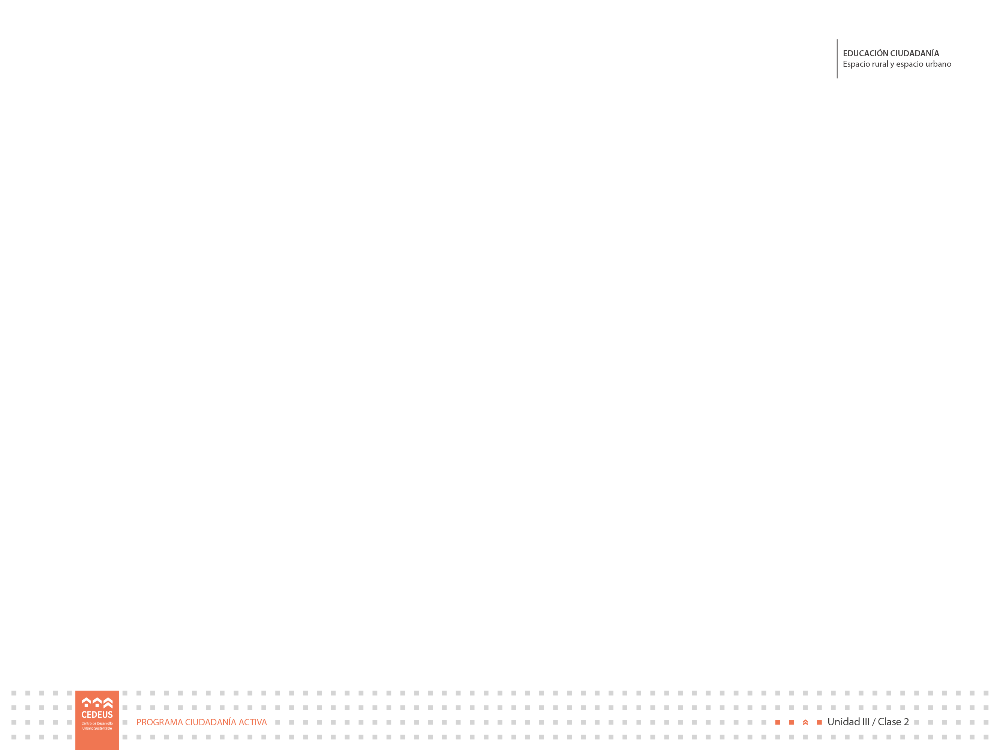 EDUCACIÓN CIUDADANÍA
Espacio rural y espacio urbano
CEDEUS
Centro de Desarrollo
Urbano Sustentable
PROGRAMA CIUDADANÍA ACTIVA
Unidad III / Clase 2